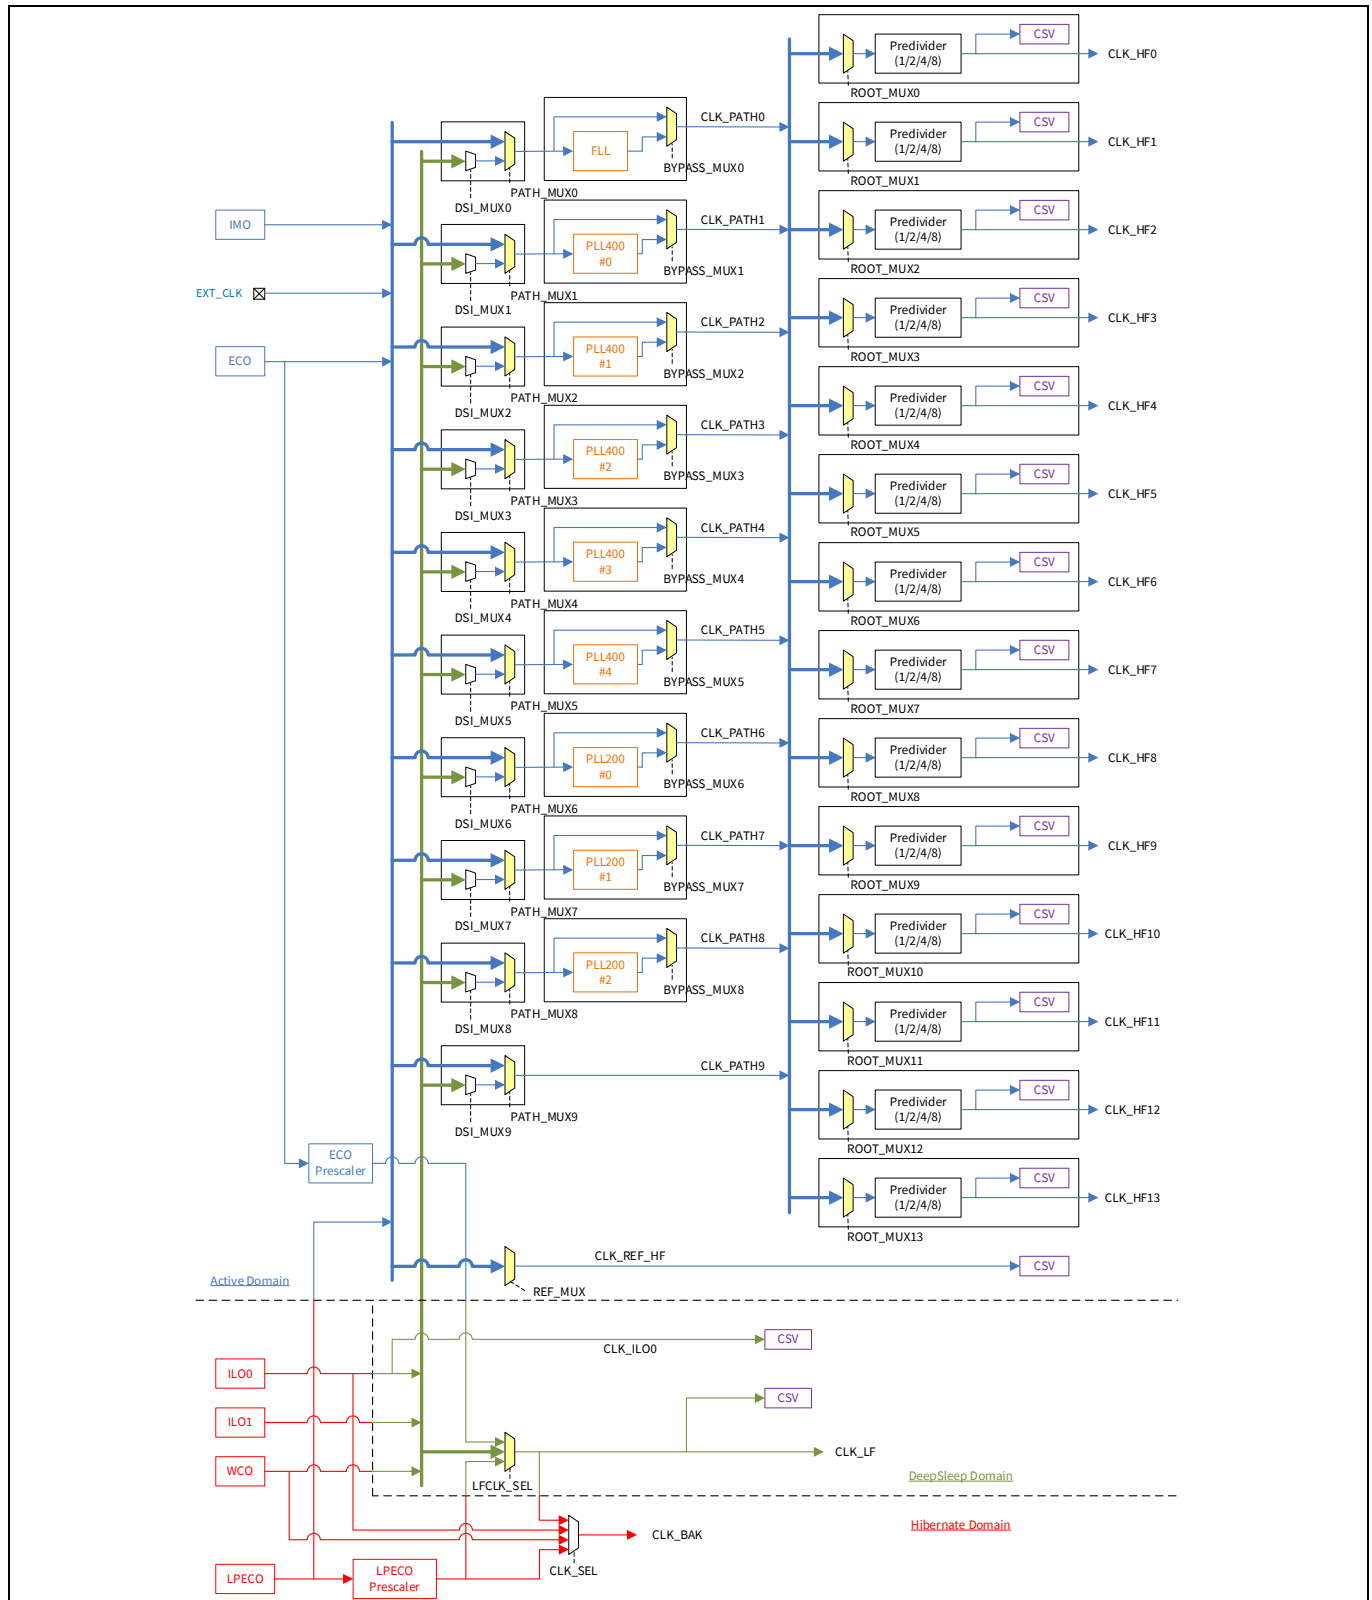 CSV
Predivider
(1/2/4/8)
CLK_HF0
ROOT_MUX0
CSV
Predivider
(1/2/4/8)
CLK_HF1
ROOT_MUX1
CSV
Predivider
(1/2/4/8)
CLK_HF2
ROOT_MUX2
CSV
Predivider
(1/2/4/8)
CLK_HF3
ROOT_MUX3
CSV
Predivider
(1/2/4/8)
CLK_HF4
ROOT_MUX4
CSV
Predivider
(1/2/4/8)
CLK_HF5
ROOT_MUX5
CSV
Predivider
(1/2/4/8)
CLK_HF6
ROOT_MUX6
CSV
Predivider
(1/2/4/8)
CLK_HF7
ROOT_MUX7
CSV
Predivider
(1/2/4/8)
CLK_HF8
ROOT_MUX8
CSV
Predivider
(1/2/4/8)
CLK_HF9
ROOT_MUX9
CSV
Predivider
(1/2/4/8)
CLK_HF10
ROOT_MUX10
CSV
Predivider
(1/2/4/8)
CLK_HF11
ROOT_MUX11
CSV
Predivider
(1/2/4/8)
CLK_HF12
ROOT_MUX12
CSV
Predivider
(1/2/4/8)
CLK_HF13
ROOT_MUX13
CLK_PATH0
FLL
BYPASS_MUX0
PATH_MUX0
DSI_MUX0
CLK_PATH1
PLL400
#0
BYPASS_MUX1
PATH_MUX1
DSI_MUX1
CLK_PATH2
PLL400
#1
BYPASS_MUX2
PATH_MUX2
DSI_MUX2
CLK_PATH3
PLL400
#2
BYPASS_MUX3
PATH_MUX3
DSI_MUX3
CLK_PATH4
PLL400
#3
BYPASS_MUX4
PATH_MUX4
DSI_MUX4
CLK_PATH5
PLL400
#4
BYPASS_MUX5
PATH_MUX5
DSI_MUX5
CLK_PATH6
PLL200
#0
BYPASS_MUX6
PATH_MUX6
DSI_MUX6
CLK_PATH7
PLL200
#1
BYPASS_MUX7
PATH_MUX7
DSI_MUX7
CLK_PATH8
PLL200
#2
BYPASS_MUX8
PATH_MUX8
DSI_MUX8
CLK_PATH9
PATH_MUX9
DSI_MUX9
IMO
EXT_CLK
ECO
ECO
Prescaler
CLK_REF_HF
CSV
REF_MUX
Active Domain
CSV
CLK_ILO0
ILO0
CSV
ILO1
CLK_LF
WCO
LFCLK_SEL
DeepSleep Domain
Hibernate Domain
CLK_BAK
CLK_SEL
LPECO
LPECO
Prescaler